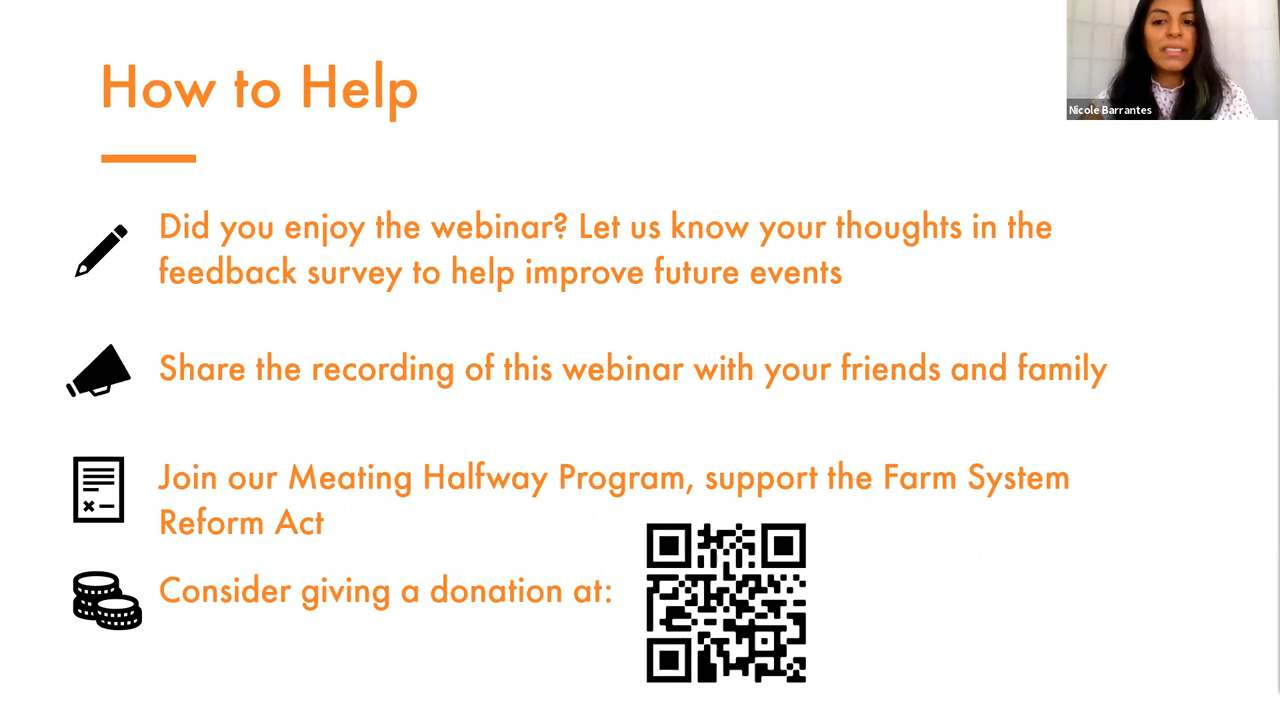 How to Help
Nicole Barrantes
Did you enjoy the webinar? Let us know your thoughts in the
feedback survey to help improve future events
Share the recording of this webinar with your friends and family
Join our Meating Halfway Program, support the Farm System
Reform Act
Consider giving a donation at: